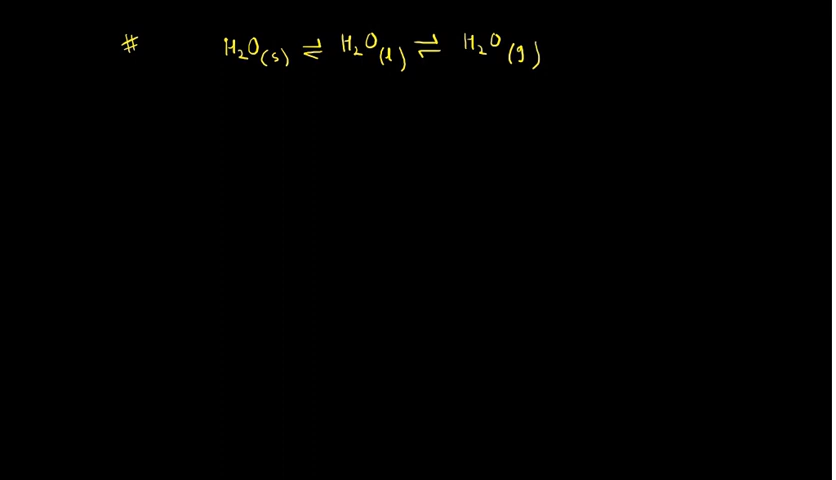 # H₂O(s) ⇌ H₂O(l) ⇌ H₂O(g)